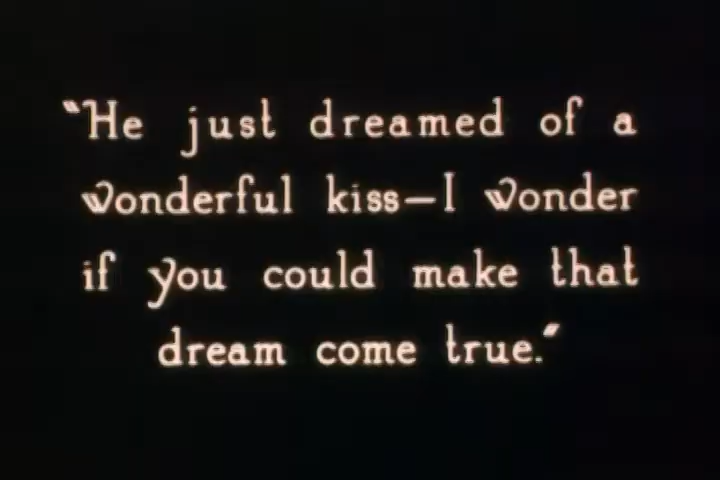 "He just dreamed of a
wonderful kiss—I wonder
if you could make that
dream come true."